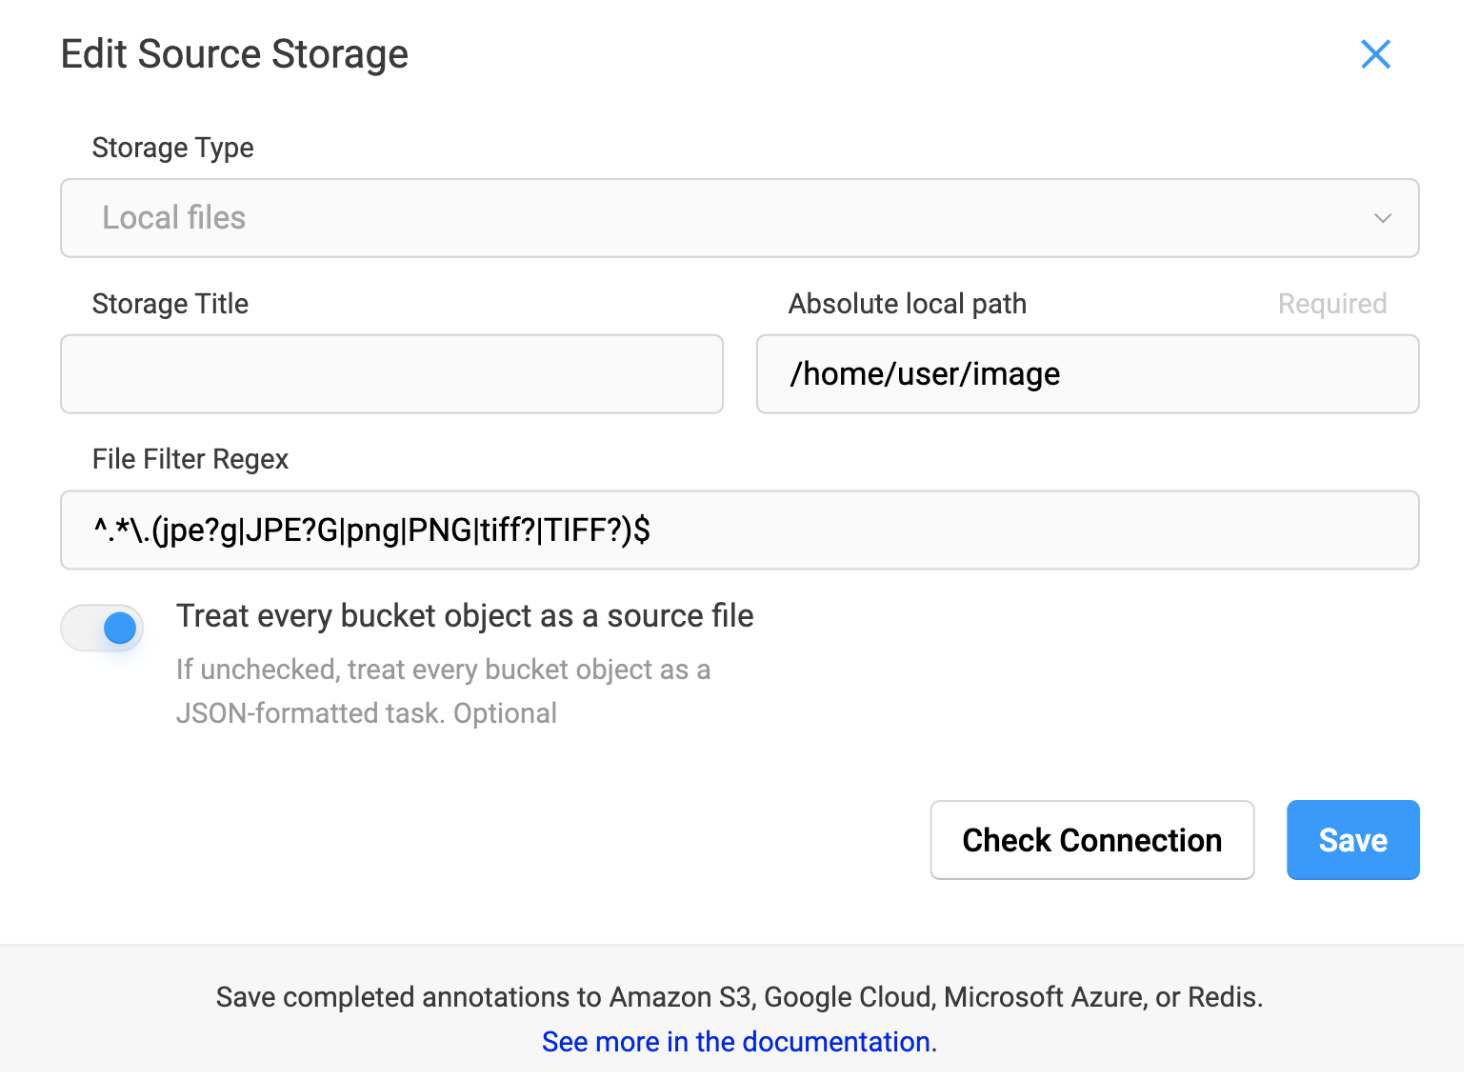 Edit Source Storage
Storage Type
Local files
Storage Title
Absolute local path Required
/home/user/image
File Filter Regex
^.*\.(jpe?g|JPE?G|png|PNG|tiff?|TIFF?)$
Treat every bucket object as a source file
If unchecked, treat every bucket object as a
JSON-formatted task. Optional
Check Connection Save
Save completed annotations to Amazon S3, Google Cloud, Microsoft Azure, or Redis.
See more in the documentation.